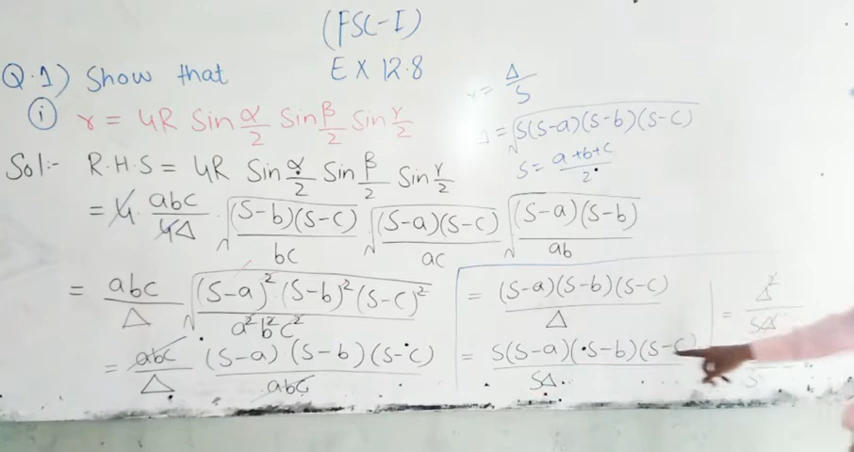 (FSC-I)
Q.1) Show that EX 12.8
r = Δ/S
(i) r = 4R Sin α/2 Sin β/2 Sin γ/2
Δ = √(S(S-a)(S-b)(S-c))
S = (a+b+c)/2
Sol:- R.H.S = 4R Sin α/2 Sin β/2 Sin γ/2
= 4 · abc/4Δ · √((S-b)(S-c)/bc) √((S-a)(S-c)/ac) √((S-a)(S-b)/ab)
= abc/Δ √((S-a)²(S-b)²(S-c)²/a²b²c²)
= abc/Δ (S-a)(S-b)(S-c)/abc
= (S-a)(S-b)(S-c)/Δ
= S(S-a)(S-b)(S-c)/SΔ
= Δ²/SΔ